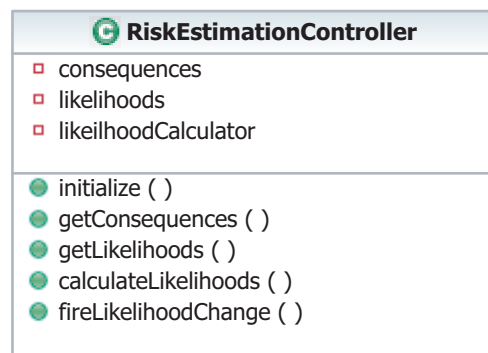 C RiskEstimationController
consequences
likelihoods
likeilhoodCalculator
initialize ( )
getConsequences ( )
getLikelihoods ( )
calculateLikelihoods ( )
fireLikelihoodChange ( )